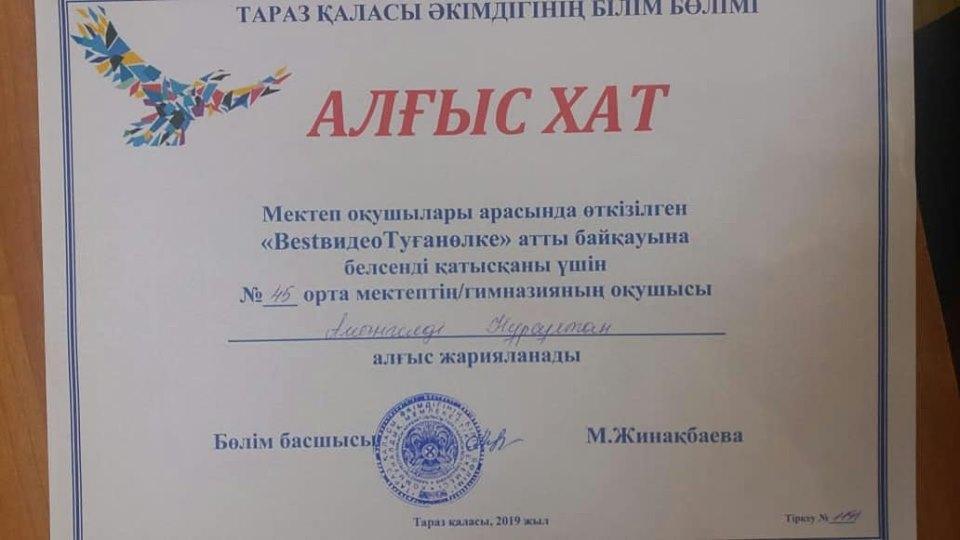 ТАРАЗ ҚАЛАСЫ ӘКІМДІГІНІҢ БІЛІМ БӨЛІМІ
АЛҒЫС ХАТ
Мектеп оқушылары арасында өткізілген
«BestвидеоТуғанөлке» атты байқауына
белсенді қатысқаны үшін
№ 45 орта мектептің/гимназияның оқушысы
алғыс жарияланады
Бөлім басшысы М.Жинақбаева
Тараз қаласы, 2019 жыл
Тіркеу №